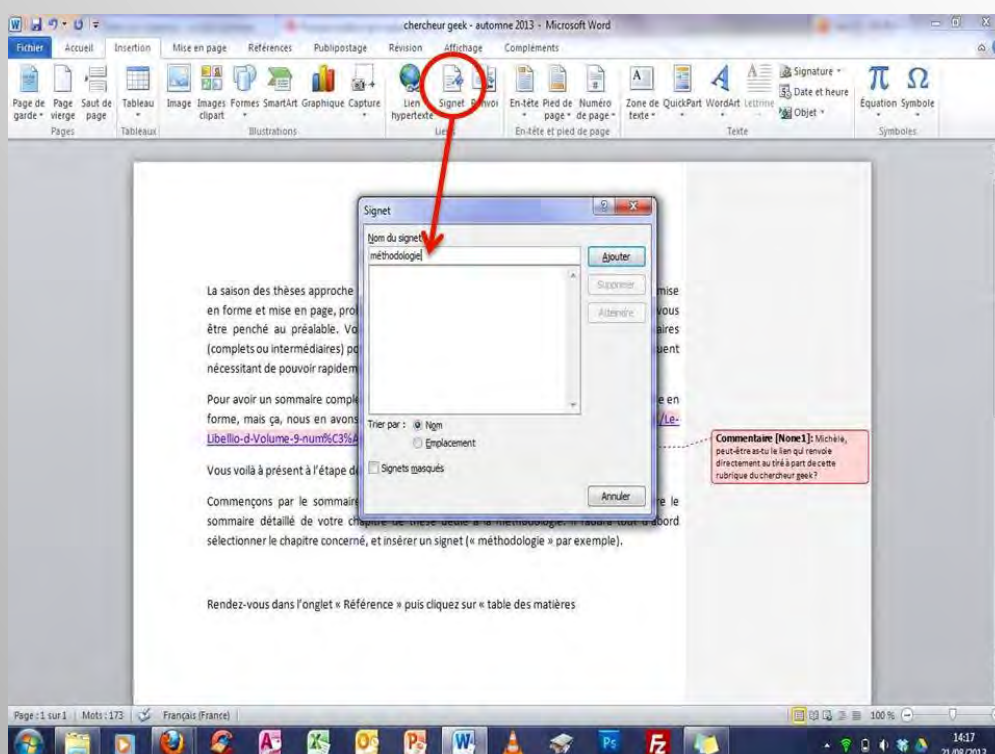 chercheur geek - automne 2013 - Microsoft Word
Fichier Accueil Insertion Mise en page Références Publipostage Révision Affichage Compléments
Page de garde Page vierge Saut de page Tableau Image Images clipart Formes SmartArt Graphique Capture Lien hypertexte Signet Renvoi En-tête Pied de page Numéro de page Zone de texte QuickPart WordArt Lettrine Signature Date et heure Objet Équation Symbole
Pages Tableaux Illustrations Liens En-tête et pied de page Texte Symboles
Signet
Nom du signet
méthodologie
Ajouter
Supprimer
Atteindre
Trier par : Nom
Emplacement
Signets masqués
Annuler
La saison des thèses approche mise
en forme et mise en page, vous
être penché au préalable. aires
(complets ou intermédiaires) uent
nécessitant de pouvoir
Pour avoir un sommaire e en
forme, mais ça, nous en avons /Le-
Libellio-d-Volume-9-num%C3%A
Vous voilà à présent à l'étape
Commençons par le sommaire re le
sommaire détaillé de votre chapitre de thèse à la méthodologie. Il faudra tout d'abord
sélectionner le chapitre concerné, et insérer un signet (« méthodologie » par exemple).
Rendez-vous dans l'onglet « Référence » puis cliquez sur « table des matières
Commentaire [None1]: Michèle,
peut-être as-tu le lien qui renvoie
directement au tiré à part de cette
rubrique du chercheur geek ?
Page : 1 sur 1 Mots : 173 Français (France) 100 %
14:17
21/08/2013